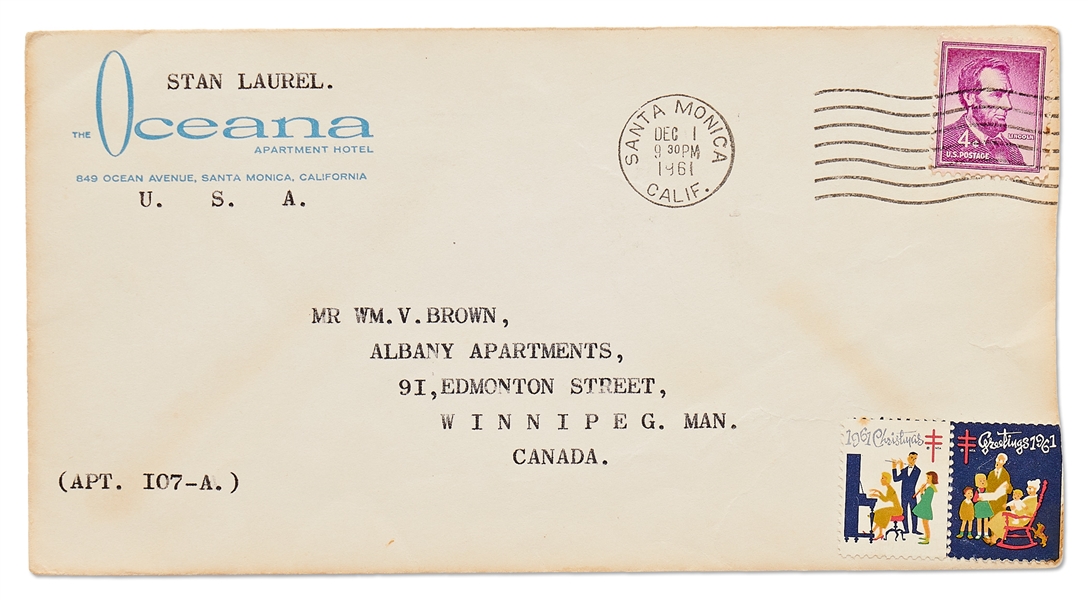 STAN LAUREL.
THE Oceana
APARTMENT HOTEL
849 OCEAN AVENUE, SANTA MONICA, CALIFORNIA
U. S. A.
SANTA MONICA
DEC 1
9 30 PM
1961
CALIF.
LINCOLN
4¢
U.S. POSTAGE
MR WM.V.BROWN,
ALBANY APARTMENTS,
9I,EDMONTON STREET,
W I N N I P E G. MAN.
CANADA.
(APT. I07-A.)
1961 Christmas
Greetings 1961